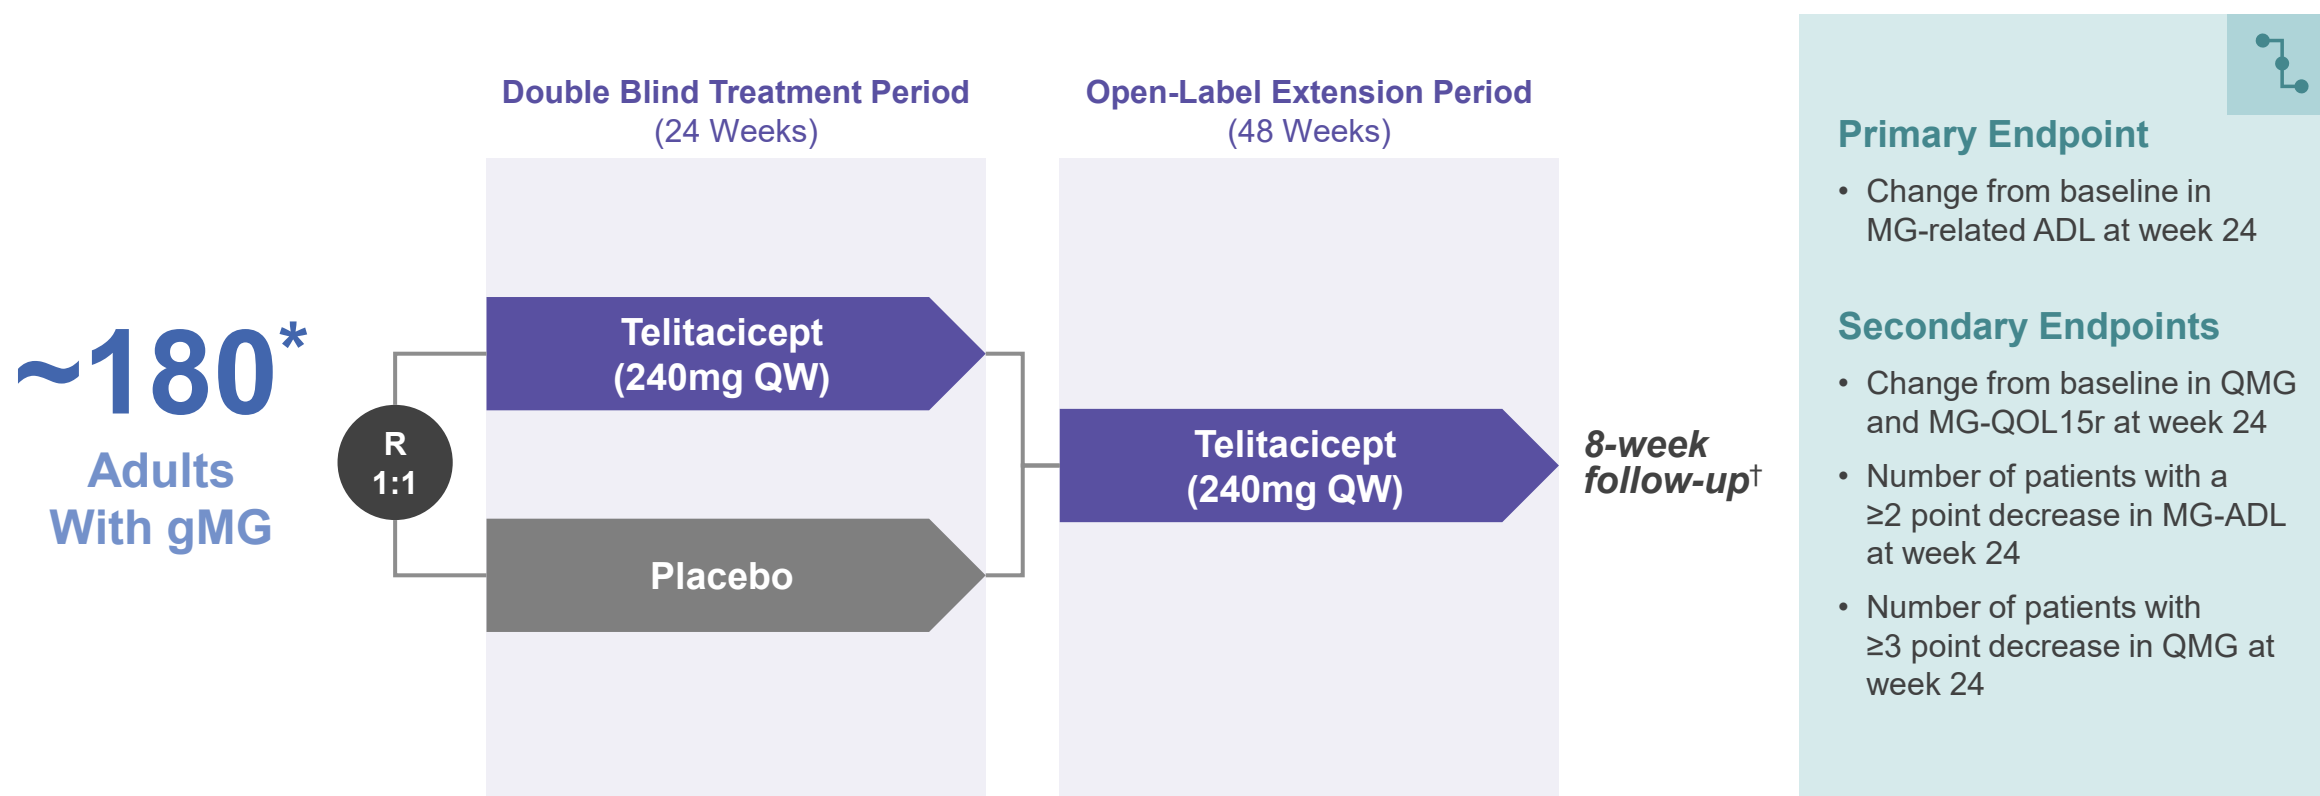 ~180*
Adults
With gMG
R
1:1
Double Blind Treatment Period
(24 Weeks)
Telitacicept
(240mg QW)
Placebo
Open-Label Extension Period
(48 Weeks)
Telitacicept
(240mg QW)
8-week
follow-up†
Primary Endpoint
• Change from baseline in
MG-related ADL at week 24
Secondary Endpoints
• Change from baseline in QMG
and MG-QOL15r at week 24
• Number of patients with a
≥2 point decrease in MG-ADL
at week 24
• Number of patients with
≥3 point decrease in QMG at
week 24